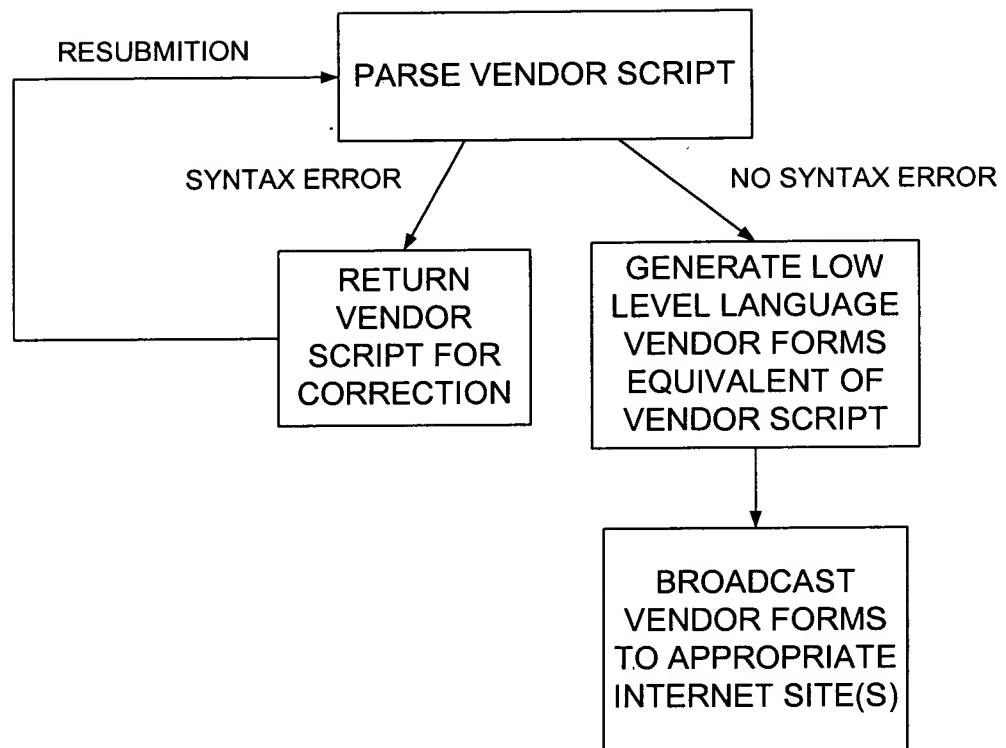 RESUBMITION
PARSE VENDOR SCRIPT
SYNTAX ERROR
NO SYNTAX ERROR
RETURN
VENDOR
SCRIPT FOR
CORRECTION
GENERATE LOW
LEVEL LANGUAGE
VENDOR FORMS
EQUIVALENT OF
VENDOR SCRIPT
BROADCAST
VENDOR FORMS
TO APPROPRIATE
INTERNET SITE(S)